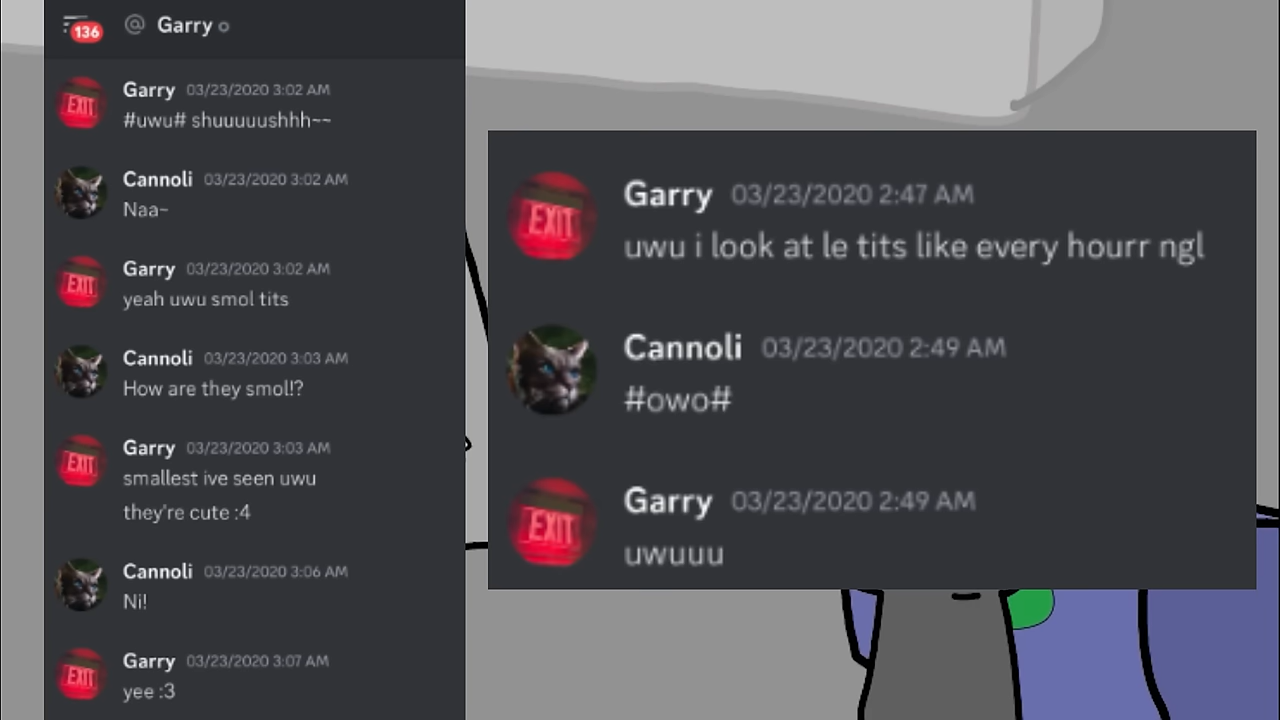 136 @ Garry
Garry 03/23/2020 3:02 AM
#uwu# shuuuuushhh~~
Cannoli 03/23/2020 3:02 AM
Naa~
Garry 03/23/2020 3:02 AM
yeah uwu smol tits
Cannoli 03/23/2020 3:03 AM
How are they smol!?
Garry 03/23/2020 3:03 AM
smallest ive seen uwu
they're cute :4
Cannoli 03/23/2020 3:06 AM
Ni!
Garry 03/23/2020 3:07 AM
yee :3
EXIT
Garry 03/23/2020 2:47 AM
uwu i look at le tits like every hourr ngl
Cannoli 03/23/2020 2:49 AM
#owo#
EXIT
Garry 03/23/2020 2:49 AM
uwuuu